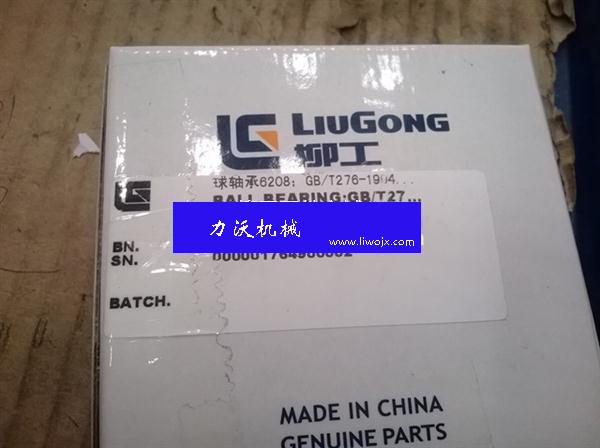 LIUGONG
柳工
球轴承6208; GB/T276-1994...
BALL BEARING;GB/T27...
力沃机械
www.liwojx.com
BN.
SN.
BATCH.
MADE IN CHINA
GENUINE PARTS